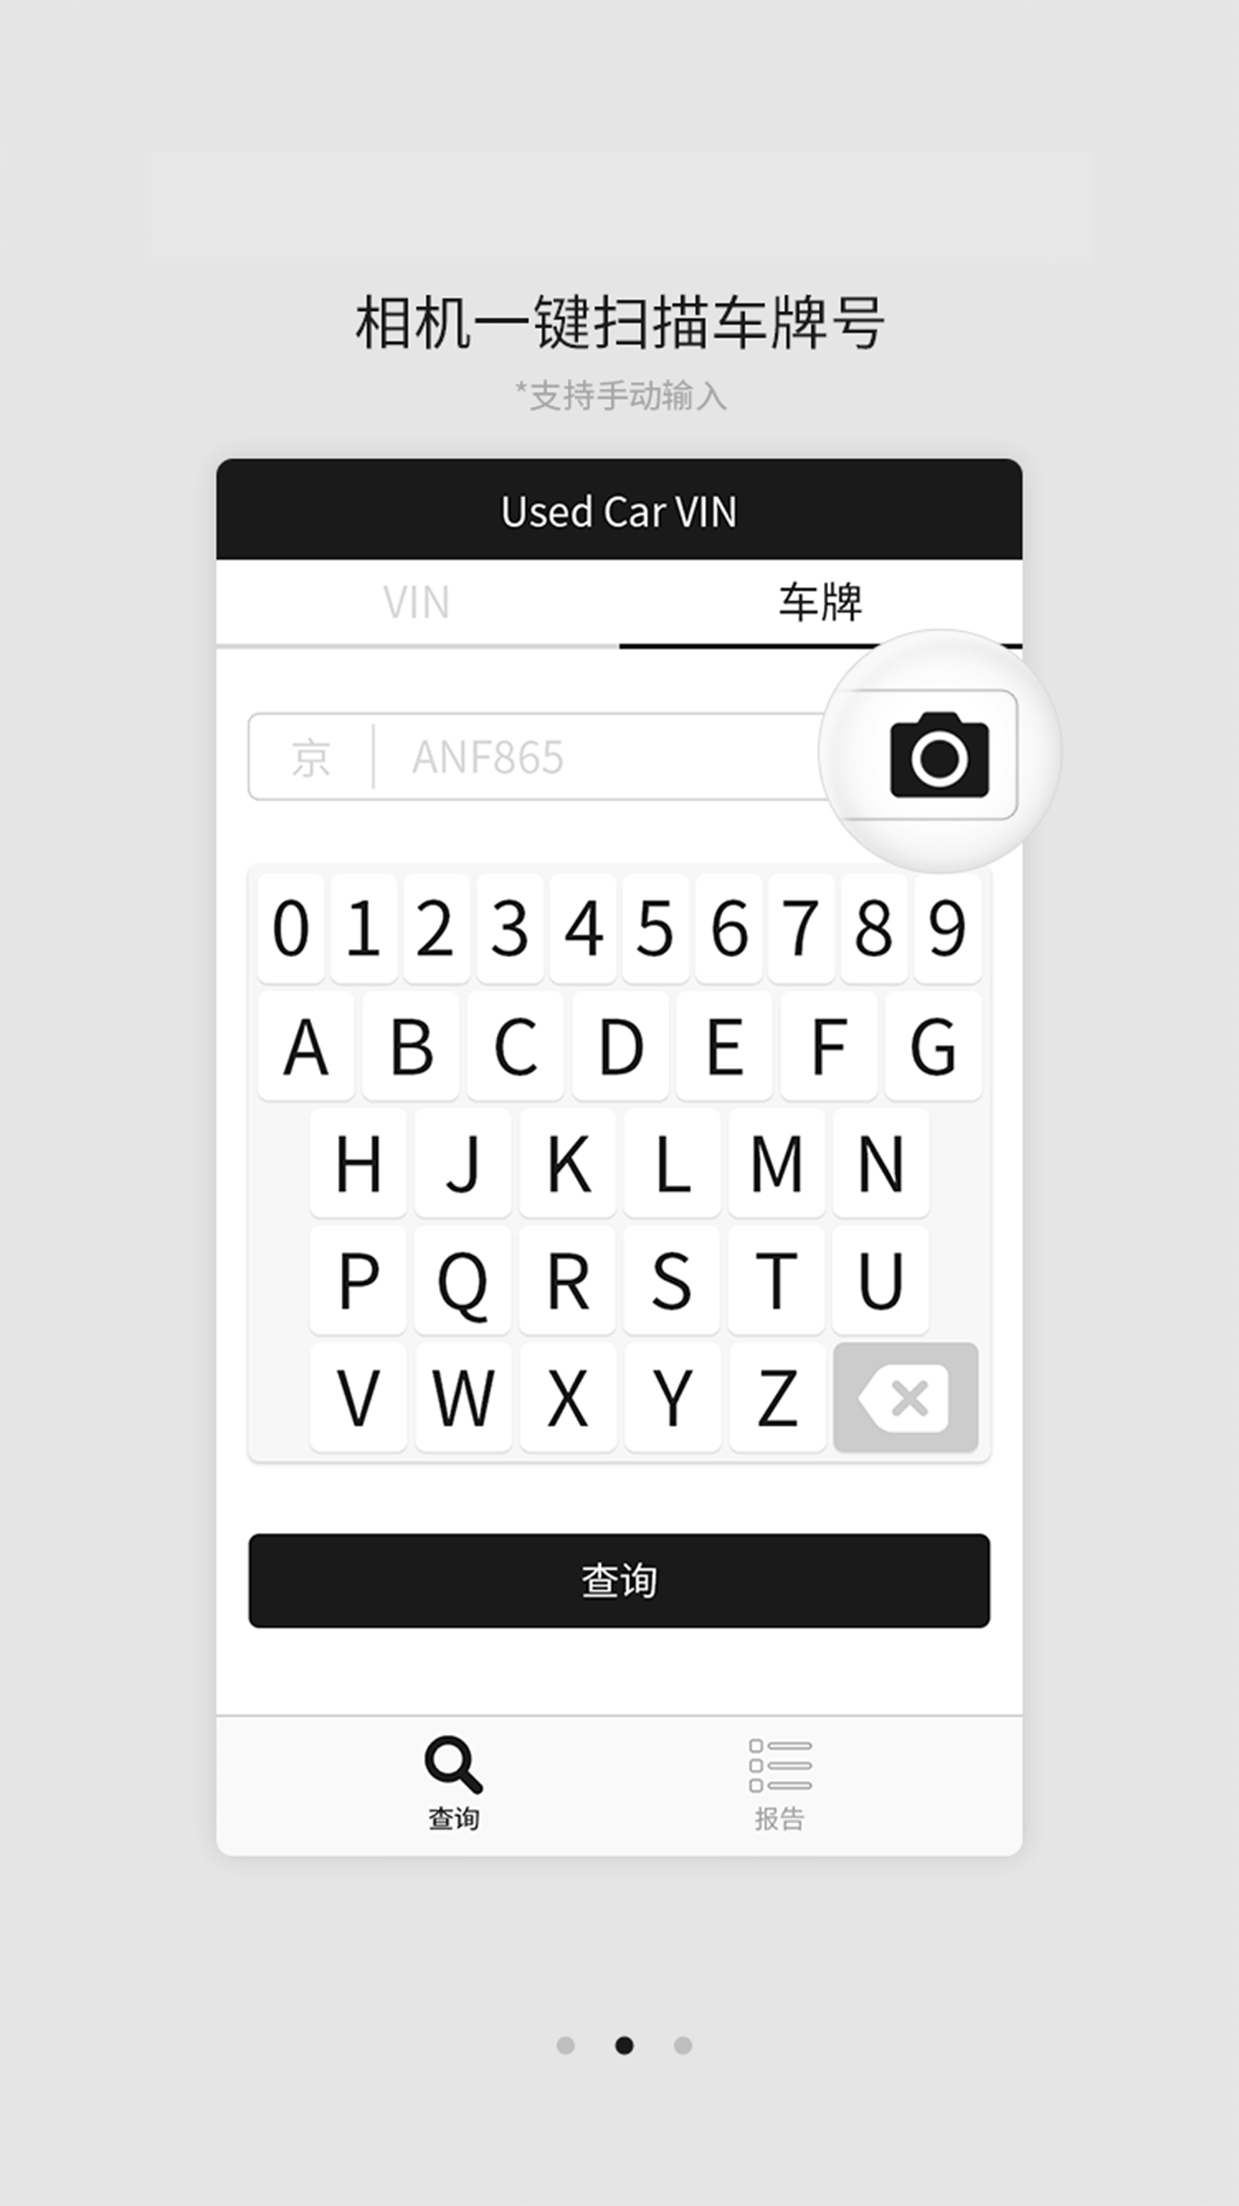 相机一键扫描车牌号
*支持手动输入
Used Car VIN
VIN 车牌
京 ANF865
0 1 2 3 4 5 6 7 8 9
A B C D E F G
H J K L M N
P Q R S T U
V W X Y Z
查询
查询 报告